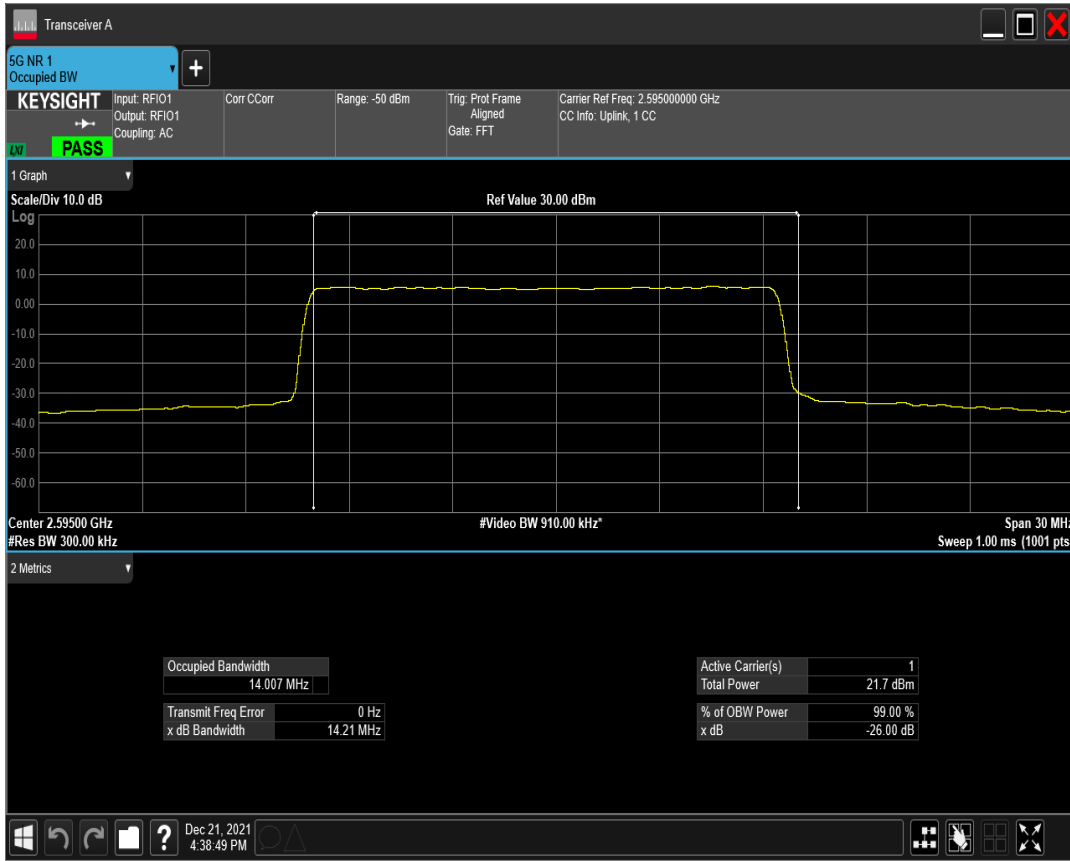 Transceiver A
5G NR 1
Occupied BW
KEYSIGHT
LXI
PASS
Input: RFIO1
Output: RFIO1
Coupling: AC
Corr CCorr
Range: -50 dBm
Trig: Prot Frame
Aligned
Gate: FFT
Carrier Ref Freq: 2.595000000 GHz
CC Info: Uplink, 1 CC
1 Graph
Scale/Div 10.0 dB
Ref Value 30.00 dBm
Log
20.0
10.0
0.00
-10.0
-20.0
-30.0
-40.0
-50.0
-60.0
Center 2.59500 GHz
#Video BW 910.00 kHz*
Span 30 MHz
#Res BW 300.00 kHz
Sweep 1.00 ms (1001 pts
2 Metrics
Occupied Bandwidth
14.007 MHz
Transmit Freq Error 0 Hz
x dB Bandwidth 14.21 MHz
Active Carrier(s) 1
Total Power 21.7 dBm
% of OBW Power 99.00 %
x dB -26.00 dB
?
Dec 21, 2021
4:38:49 PM